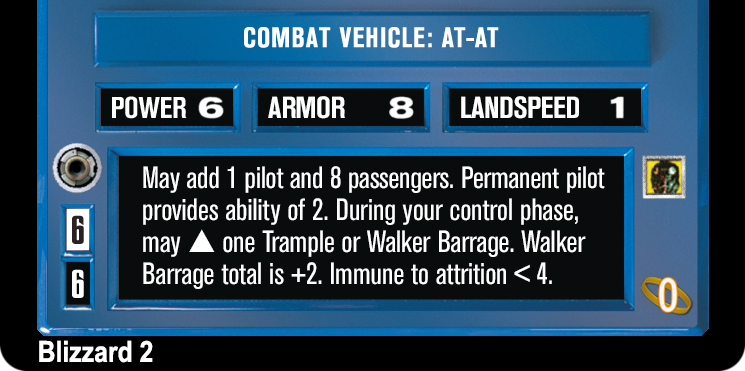 COMBAT VEHICLE: AT-AT
POWER 6 ARMOR 8 LANDSPEED 1
May add 1 pilot and 8 passengers. Permanent pilot
provides ability of 2. During your control phase,
may ▲ one Trample or Walker Barrage. Walker
Barrage total is +2. Immune to attrition < 4.
6
6
0
Blizzard 2